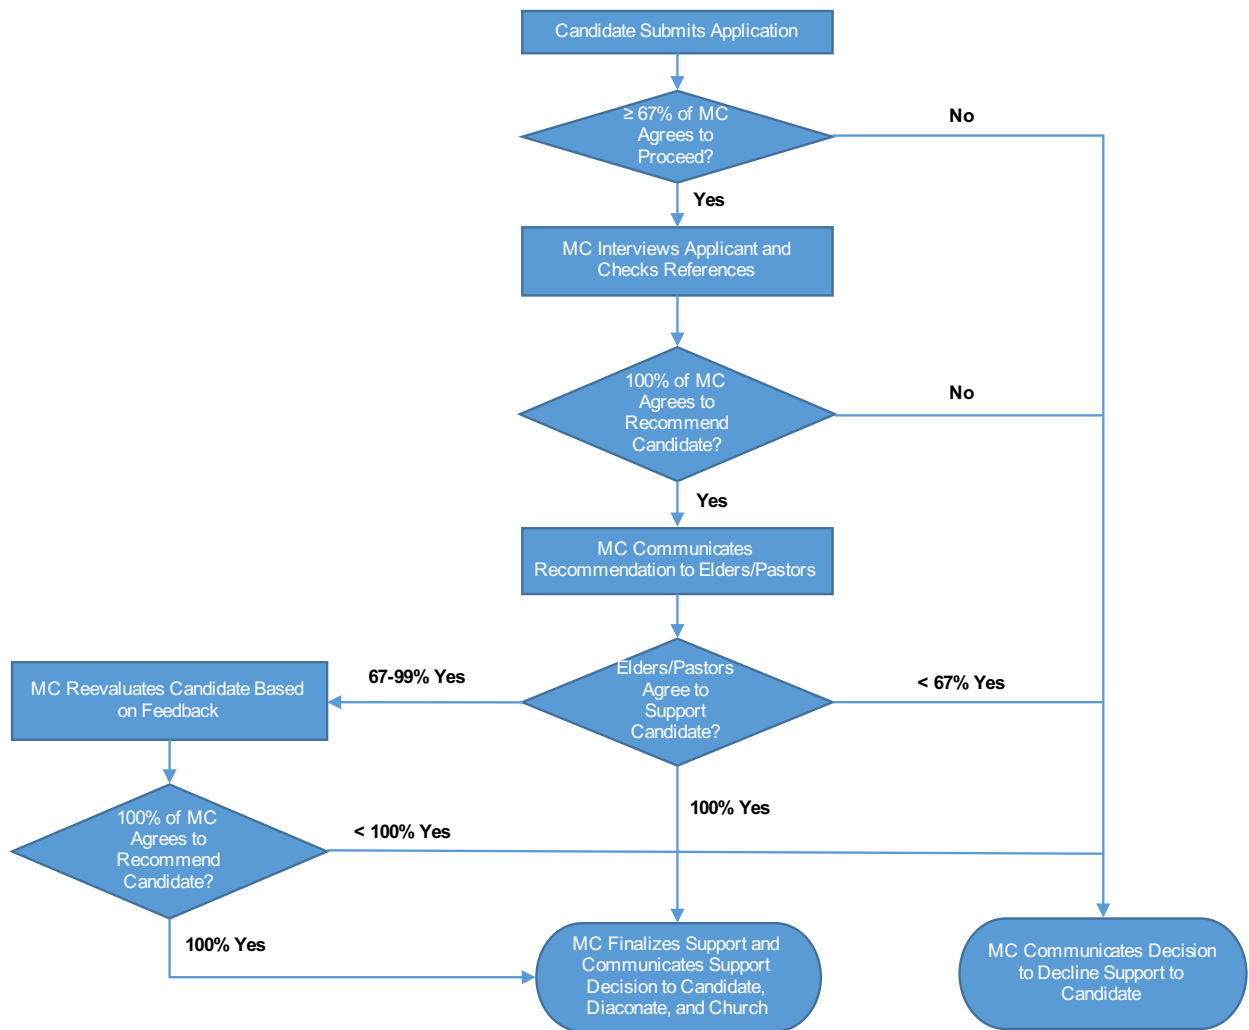 Candidate Submits Application
≥ 67% of MC
Agrees to
Proceed?
No
Yes
MC Interviews Applicant and
Checks References
100% of MC
Agrees to
Recommend
Candidate?
No
Yes
MC Communicates
Recommendation to Elders/Pastors
Elders/Pastors
Agree to
Support
Candidate?
67-99% Yes
< 67% Yes
MC Reevaluates Candidate Based
on Feedback
100% Yes
100% of MC
Agrees to
Recommend
Candidate?
< 100% Yes
100% Yes
MC Finalizes Support and
Communicates Support
Decision to Candidate,
Diaconate, and Church
MC Communicates Decision
to Decline Support to
Candidate